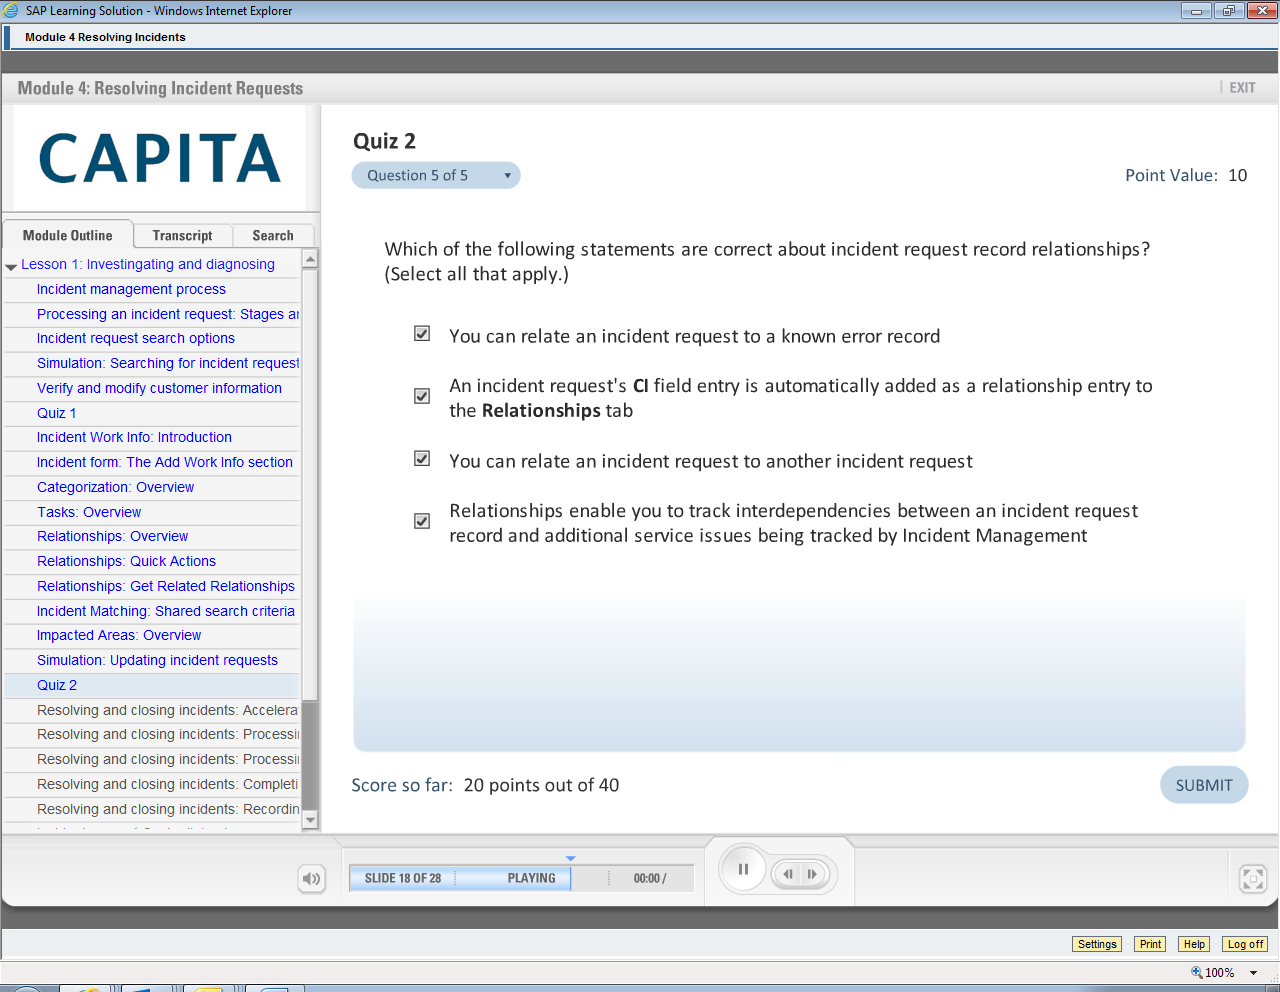 SAP Learning Solution - Windows Internet Explorer
Module 4 Resolving Incidents
Module 4: Resolving Incident Requests
EXIT
CAPITA
Module Outline
Transcript
Search
Lesson 1: Investingating and diagnosing
Incident management process
Processing an incident request: Stages
Incident request search options
Simulation: Searching for incident request
Verify and modify customer information
Quiz 1
Incident Work Info: Introduction
Incident form: The Add Work Info section
Categorization: Overview
Tasks: Overview
Relationships: Overview
Relationships: Quick Actions
Relationships: Get Related Relationships
Incident Matching: Shared search criteria
Impacted Areas: Overview
Simulation: Updating incident requests
Quiz 2
Resolving and closing incidents: Accelera
Resolving and closing incidents: Processi
Resolving and closing incidents: Processi
Resolving and closing incidents: Completi
Resolving and closing incidents: Recordin
Quiz 2
Question 5 of 5
Point Value: 10
Which of the following statements are correct about incident request record relationships?
(Select all that apply.)
You can relate an incident request to a known error record
An incident request's CI field entry is automatically added as a relationship entry to
the Relationships tab
You can relate an incident request to another incident request
Relationships enable you to track interdependencies between an incident request
record and additional service issues being tracked by Incident Management
Score so far: 20 points out of 40
SUBMIT
SLIDE 18 OF 28
PLAYING
00:00 /
Settings
Print
Help
Log off
100%